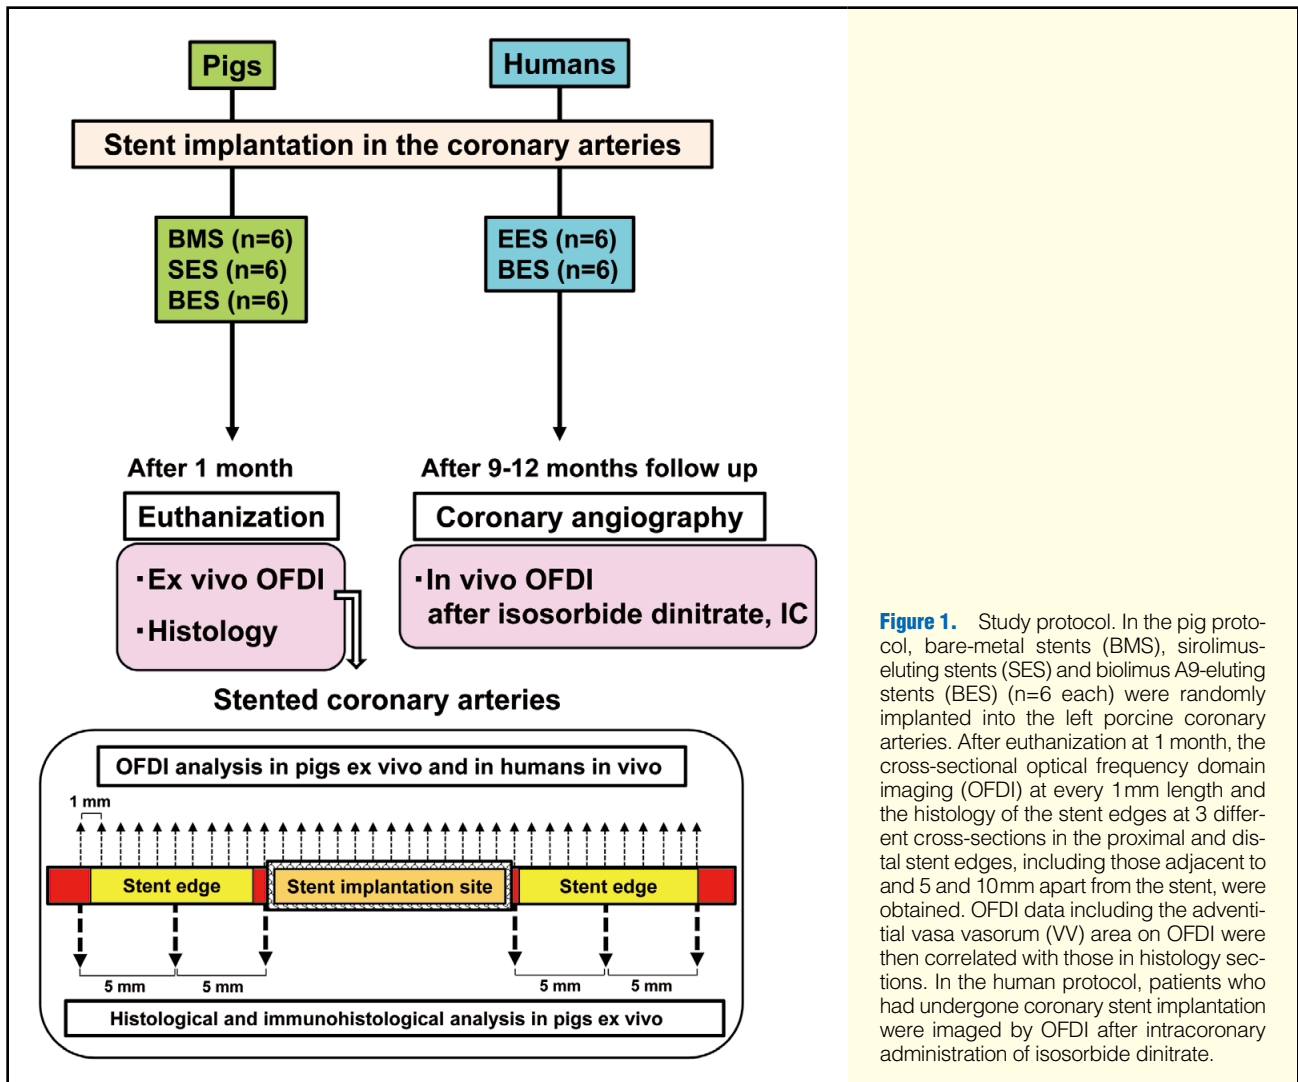 Pigs
Humans
Stent implantation in the coronary arteries
BMS (n=6)
SES (n=6)
BES (n=6)
EES (n=6)
BES (n=6)
After 1 month
After 9-12 months follow up
Euthanization
Coronary angiography
・Ex vivo OFDI
・Histology
・In vivo OFDI
after isosorbide dinitrate, IC
Stented coronary arteries
OFDI analysis in pigs ex vivo and in humans in vivo
1 mm
Stent edge
Stent implantation site
Stent edge
5 mm
5 mm
5 mm
5 mm
Histological and immunohistological analysis in pigs ex vivo
Figure 1. Study protocol. In the pig proto-
col, bare-metal stents (BMS), sirolimus-
eluting stents (SES) and biolimus A9-eluting
stents (BES) (n=6 each) were randomly
implanted into the left porcine coronary
arteries. After euthanization at 1 month, the
cross-sectional optical frequency domain
imaging (OFDI) at every 1 mm length and
the histology of the stent edges at 3 differ-
ent cross-sections in the proximal and dis-
tal stent edges, including those adjacent to
and 5 and 10 mm apart from the stent, were
obtained. OFDI data including the adventi-
tial vasa vasorum (VV) area on OFDI were
then correlated with those in histology sec-
tions. In the human protocol, patients who
had undergone coronary stent implantation
were imaged by OFDI after intracoronary
administration of isosorbide dinitrate.